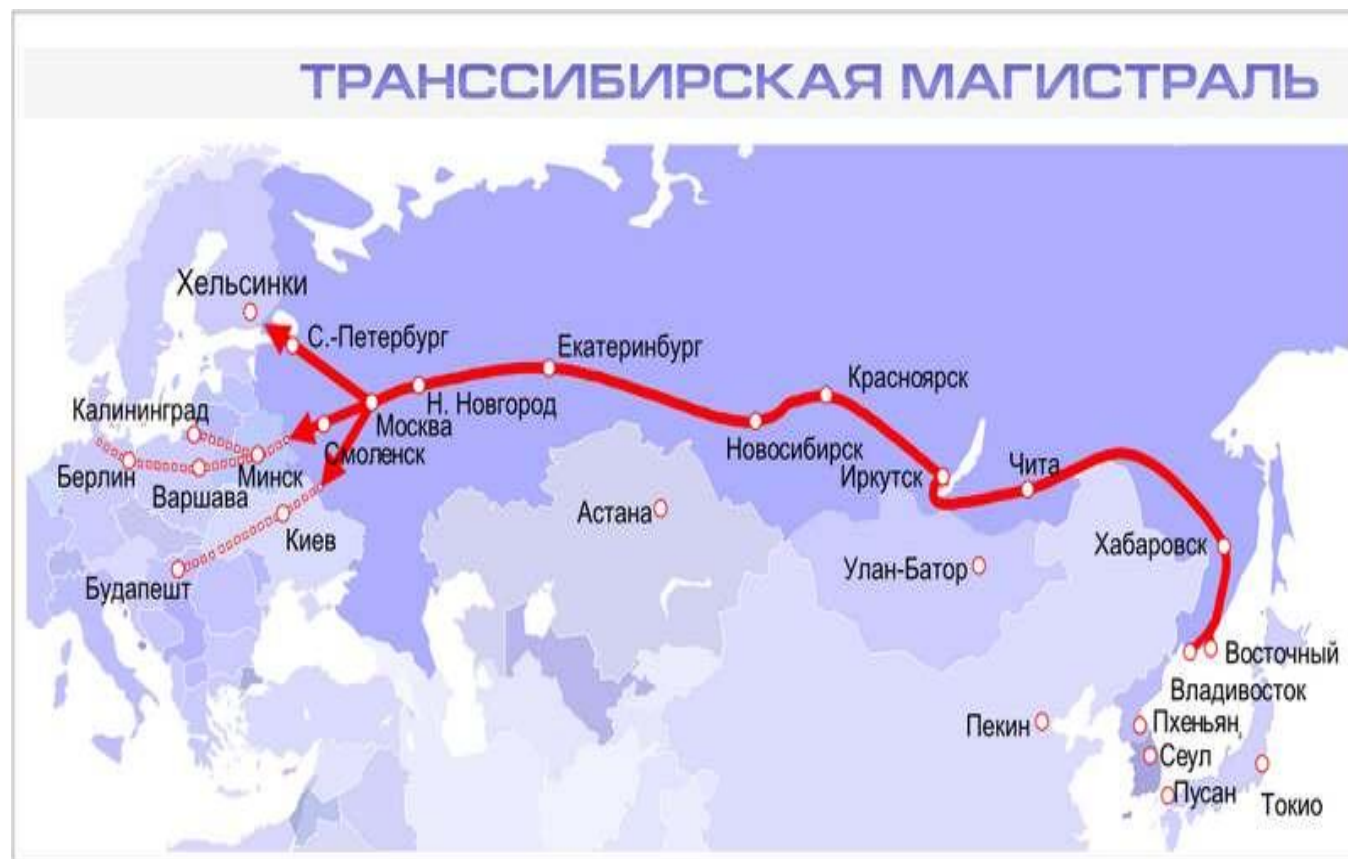 ТРАНССИБИРСКАЯ МАГИСТРАЛЬ
Хельсинки
С.-Петербург
Екатеринбург
Красноярск
Калининград
Н. Новгород
Москва
Смоленск
Новосибирск
Иркутск
Чита
Берлин
Варшава
Минск
Астана
Киев
Хабаровск
Улан-Батор
Будапешт
Восточный
Владивосток
Пекин
Пхеньян,
Сеул
Пусан
Токио